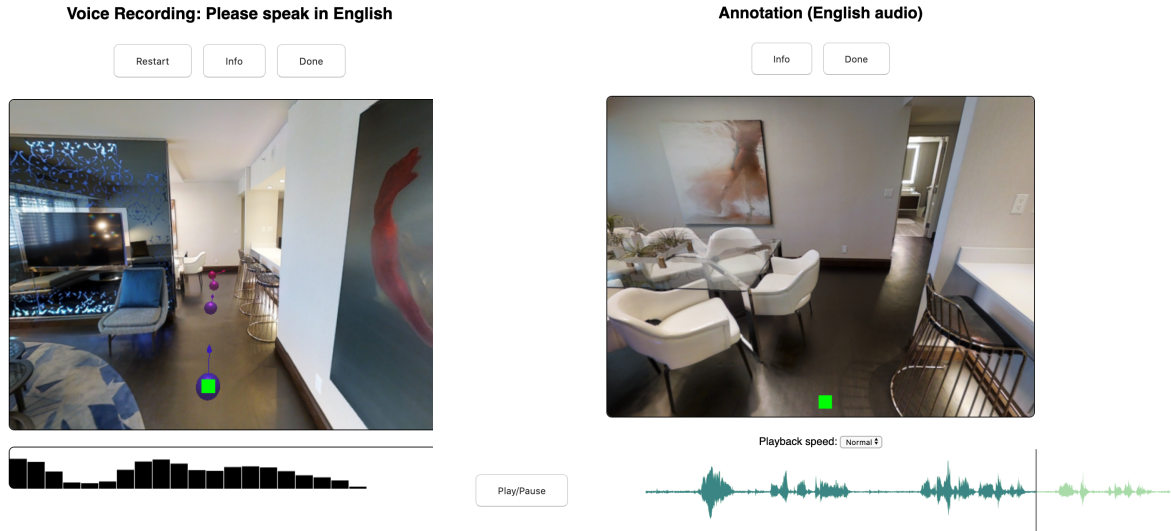 Voice Recording: Please speak in English
Restart
Info
Done
Play/Pause
Annotation (English audio)
Info
Done
Playback speed: Normal